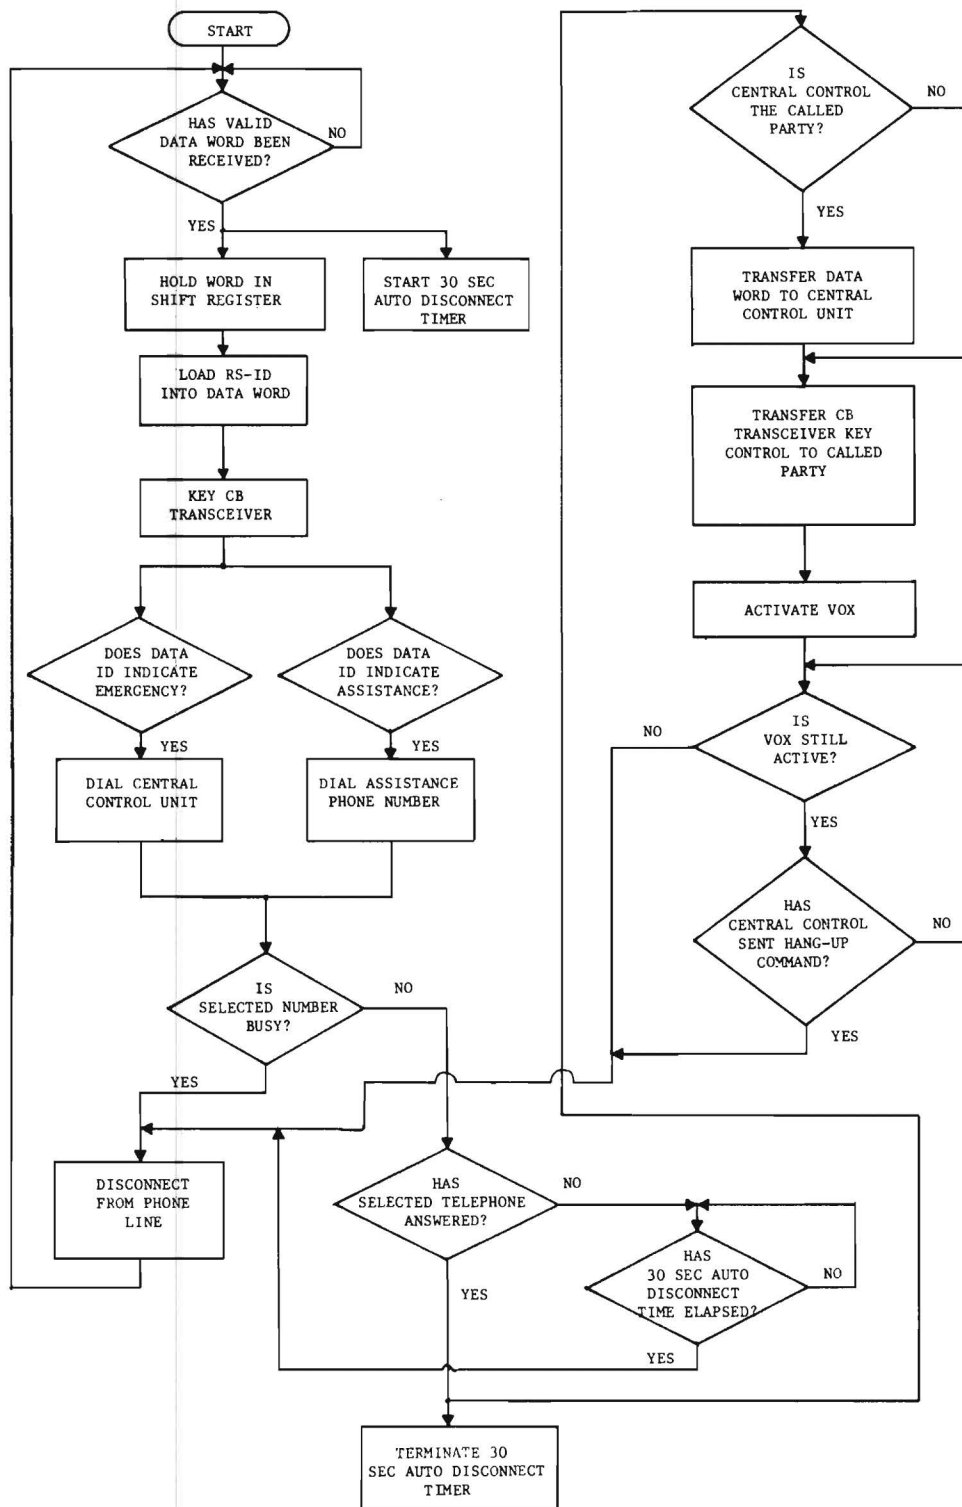 START
HAS VALID
DATA WORD BEEN
RECEIVED?
NO
YES
HOLD WORD IN
SHIFT REGISTER
START 30 SEC
AUTO DISCONNECT
TIMER
LOAD RS-ID
INTO DATA WORD
KEY CB
TRANSCEIVER
DOES DATA
ID INDICATE
EMERGENCY?
YES
DOES DATA
ID INDICATE
ASSISTANCE?
YES
DIAL CENTRAL
CONTROL UNIT
DIAL ASSISTANCE
PHONE NUMBER
IS
SELECTED NUMBER
BUSY?
NO
YES
DISCONNECT
FROM PHONE
LINE
HAS
SELECTED TELEPHONE
ANSWERED?
NO
YES
HAS
30 SEC AUTO
DISCONNECT
TIME ELAPSED?
NO
YES
TERMINATE 30
SEC AUTO DISCONNECT
TIMER
IS
CENTRAL CONTROL
THE CALLED
PARTY?
NO
YES
TRANSFER DATA
WORD TO CENTRAL
CONTROL UNIT
TRANSFER CB
TRANSCEIVER KEY
CONTROL TO CALLED
PARTY
ACTIVATE VOX
IS
VOX STILL
ACTIVE?
NO
YES
HAS
CENTRAL CONTROL
SENT HANG-UP
COMMAND?
NO
YES